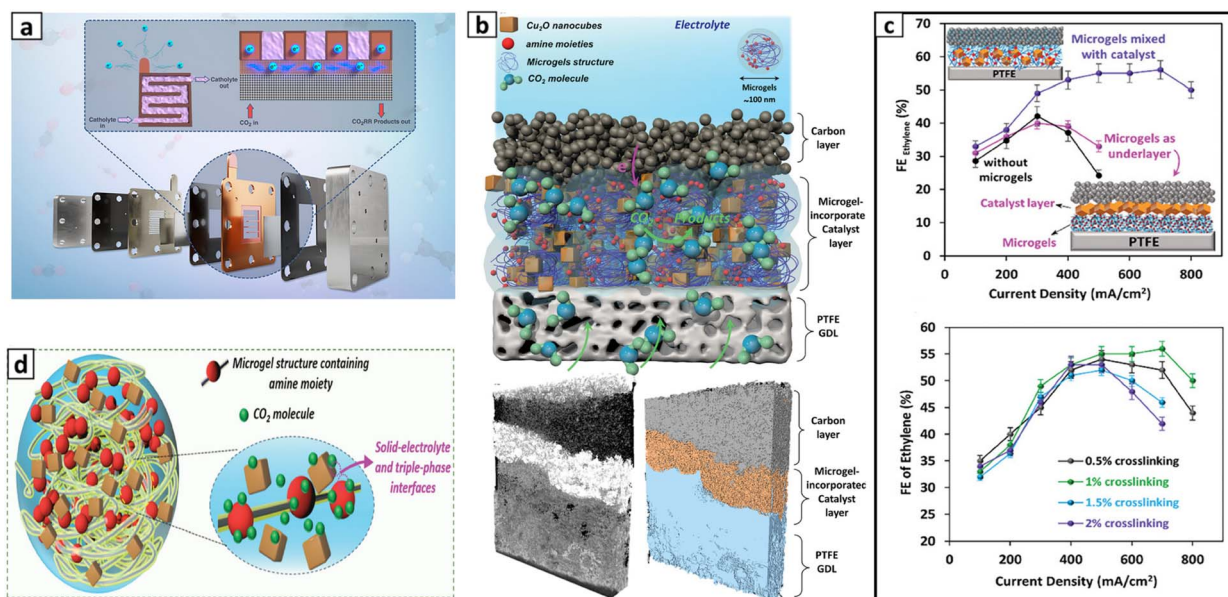 a
Catholyte
out
Catholyte
in
CO₂ in
CO₂RR Products out
b
Cu₂O nanocubes
amine moieties
Microgels structure
CO₂ molecule
Electrolyte
Microgels
~100 nm
Carbon
layer
CO₂
Products
Microgel-
incorporate
Catalyst
layer
PTFE
GDL
Carbon
layer
Microgel-
incorporated
Catalyst
layer
PTFE
GDL
c
FE Ethylene (%)
70
60
50
40
30
20
10
0
PTFE
Microgels mixed
with catalyst
Microgels as
underlayer
without
microgels
Catalyst layer
Microgels
PTFE
0
200
400
600
800
Current Density (mA/cm²)
FE of Ethylene (%)
60
55
50
45
40
35
30
25
20
0.5% crosslinking
1% crosslinking
1.5% crosslinking
2% crosslinking
0
200
400
600
800
Current Density (mA/cm²)
d
Microgel structure containing
amine moiety
CO₂ molecule
Solid-electrolyte
and triple-phase
interfaces